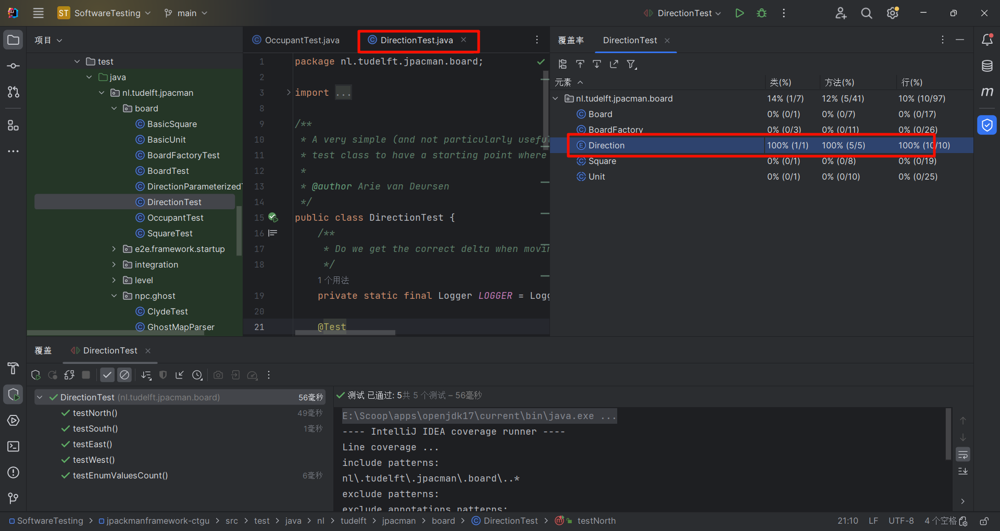 ST SoftwareTesting main DirectionTest
项目
test
java
nl.tudelft.jpacman
board
BasicSquare
BasicUnit
BoardFactoryTest
BoardTest
DirectionParameterizedT
DirectionTest
OccupantTest
SquareTest
e2e.framework.startup
integration
level
npc.ghost
ClydeTest
GhostMapParser
OccupantTest.java DirectionTest.java
1 package nl.tudelft.jpacman.board;
2
3 import ...
8
9 /**
10 * A very simple (and not particularly useful
11 * test class to have a starting point where
12 *
13 * @author Arie van Deursen
14 */
15 public class DirectionTest {
16 /**
17 * Do we get the correct delta when movin
18 */
1 个用法
19 private static final Logger LOGGER = Logg
20
21 @Test
覆盖率 DirectionTest
元素 类(%) 方法(%) 行(%)
nl.tudelft.jpacman.board 14% (1/7) 12% (5/41) 10% (10/97)
Board 0% (0/1) 0% (0/7) 0% (0/17)
BoardFactory 0% (0/3) 0% (0/11) 0% (0/26)
Direction 100% (1/1) 100% (5/5) 100% (10/10)
Square 0% (0/1) 0% (0/8) 0% (0/19)
Unit 0% (0/1) 0% (0/10) 0% (0/25)
覆盖 DirectionTest
DirectionTest (nl.tudelft.jpacman.board) 56毫秒
testNorth() 49毫秒
testSouth() 1毫秒
testEast()
testWest()
testEnumValuesCount() 6毫秒
测试 已通过: 5共 5 个测试 – 56毫秒
E:\Scoop\apps\openjdk17\current\bin\java.exe ...
---- IntelliJ IDEA coverage runner ----
Line coverage ...
include patterns:
nl\.tudelft\.jpacman\.board\..*
exclude patterns:
exclude annotations patterns:
SoftwareTesting > jpackmanframework-ctgu > src > test > java > nl > tudelft > jpacman > board > DirectionTest > testNorth 21:10 LF UTF-8 4 个空格